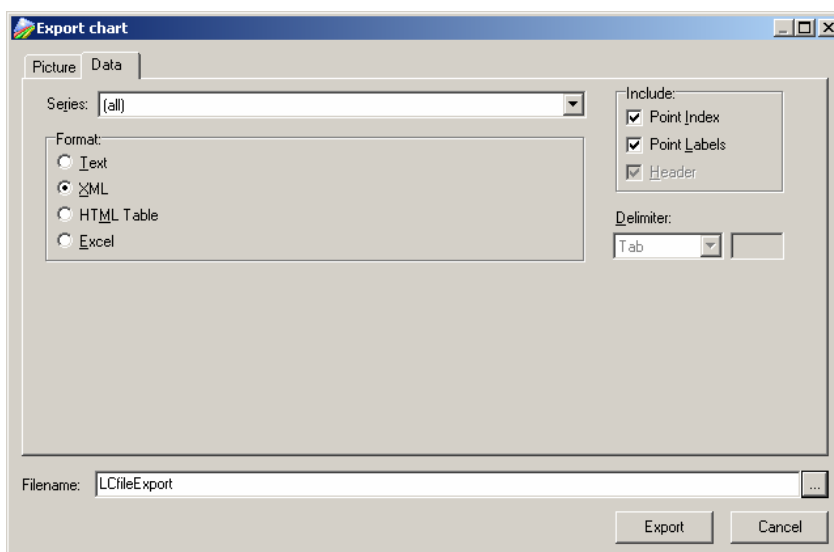 Export chart
Picture Data
Series: (all)
Include:
Point Index
Point Labels
Header
Format:
Text
XML
HTML Table
Excel
Delimiter:
Tab
Filename: LCfileExport ...
Export Cancel